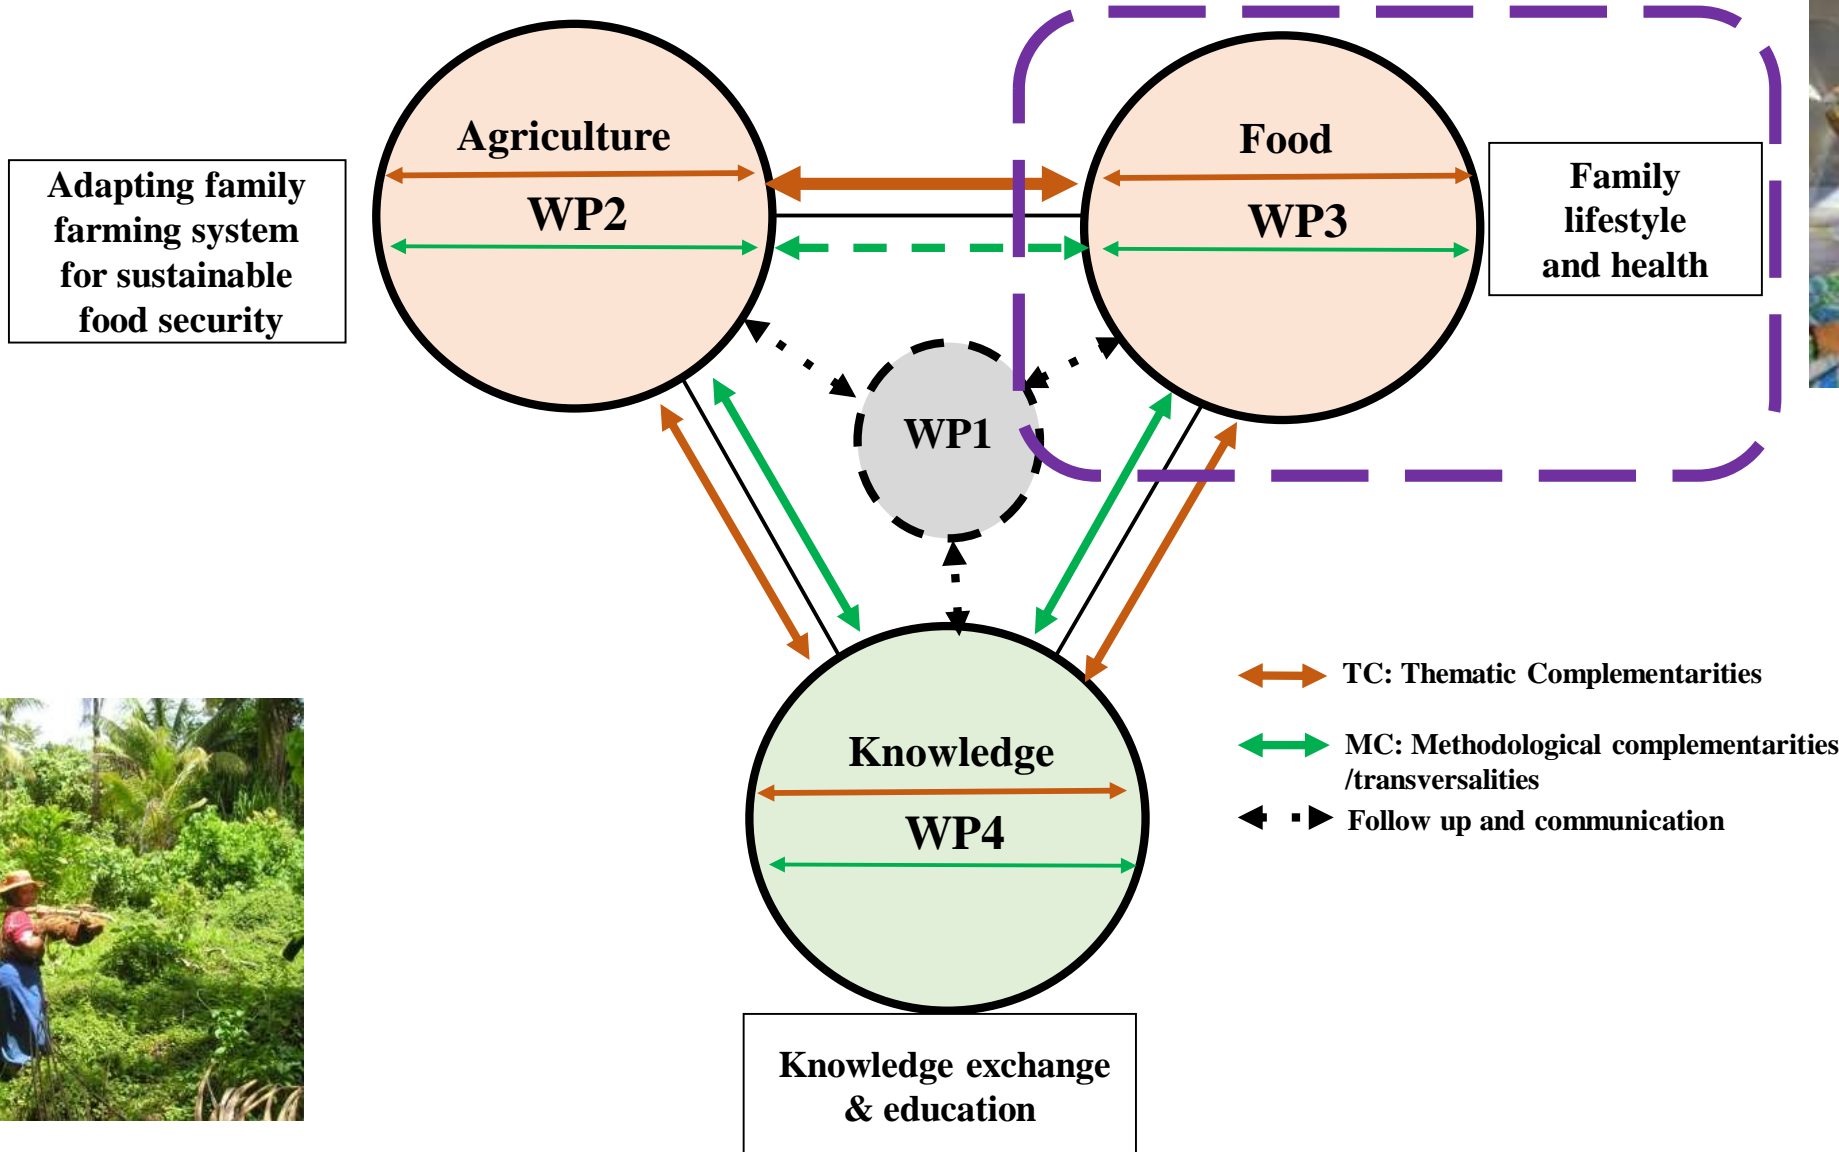 Agriculture
WP2
Food
WP3
Adapting family
farming system
for sustainable
food security
Family
lifestyle
and health
WP1
Knowledge
WP4
TC: Thematic Complementarities
MC: Methodological complementarities
/transversalities
Follow up and communication
Knowledge exchange
& education